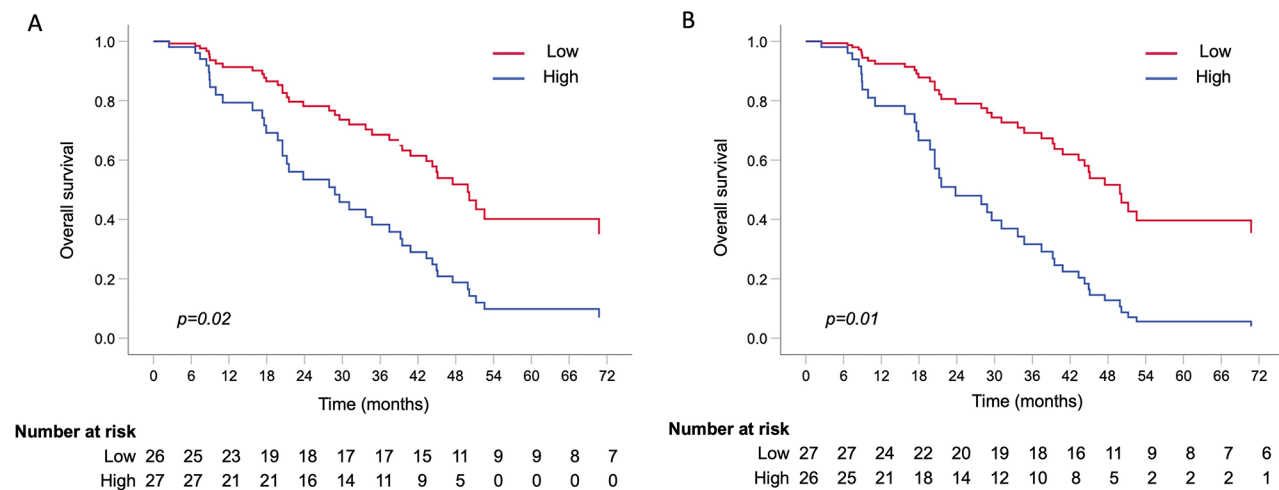 A
1.0
0.8
0.6
0.4
0.2
0.0
Overall survival
Low
High
p=0.02
0 6 12 18 24 30 36 42 48 54 60 66 72
Time (months)
Number at risk
Low 26 25 23 19 18 17 17 15 11 9 9 8 7
High 27 27 21 21 16 14 11 9 5 0 0 0 0
B
1.0
0.8
0.6
0.4
0.2
0.0
Overall survival
Low
High
p=0.01
0 6 12 18 24 30 36 42 48 54 60 66 72
Time (months)
Number at risk
Low 27 27 24 22 20 19 18 16 11 9 8 7 6
High 26 25 21 18 14 12 10 8 5 2 2 2 1